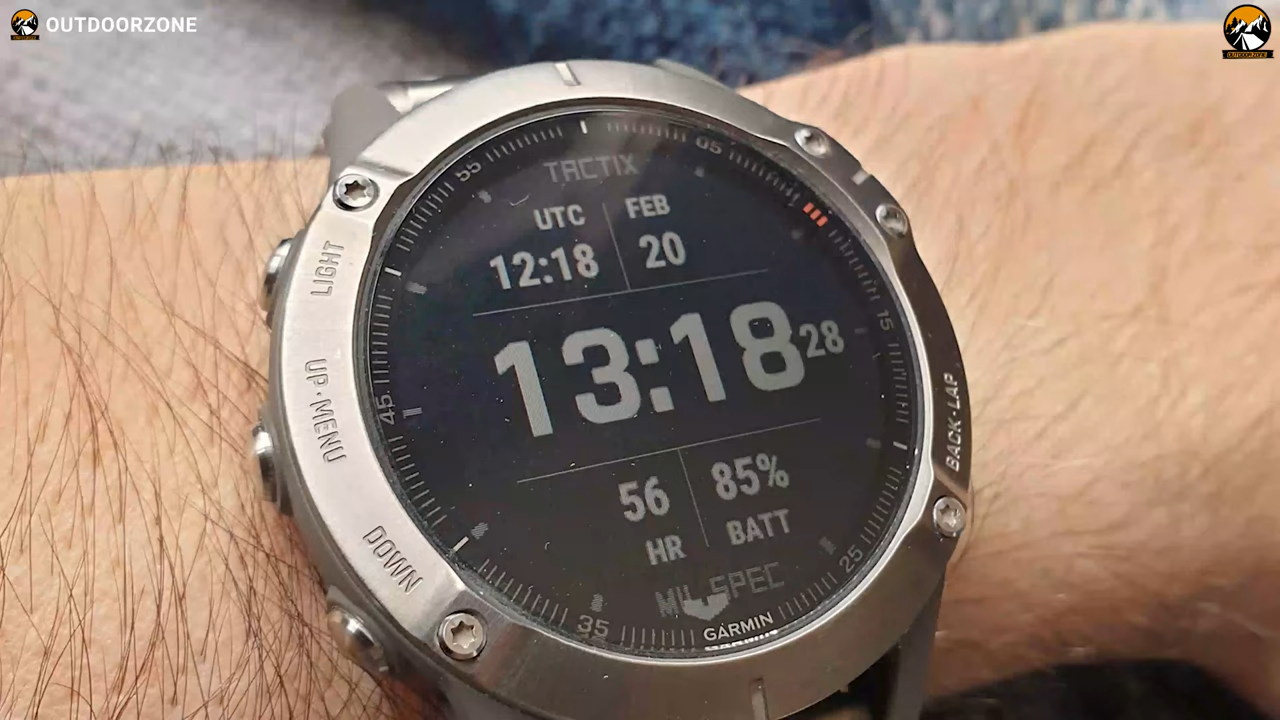 OUTDOORZONE
OUTDOORZONE
55
05
TACTIX
UTC
FEB
12:18
20
LIGHT
13:18 28
15
UP·MENU
45
BACK·LAP
56
85%
HR
BATT
DOWN
25
MIL SPEC
35
GARMIN